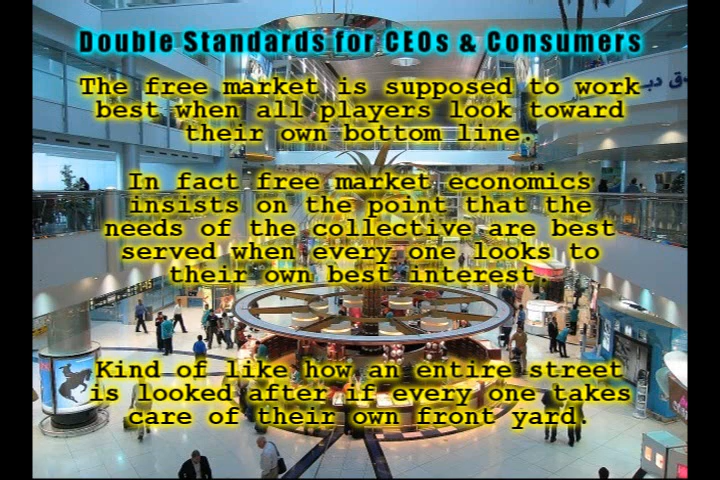 Double Standards for CEOs & Consumers
The free market is supposed to work
best when all players look toward
their own bottom line.
In fact free market economics
insists on the point that the
needs of the collective are best
served when every one looks to
their own best interest.
Kind of like how an entire street
is looked after if every one takes
care of their own front yard.